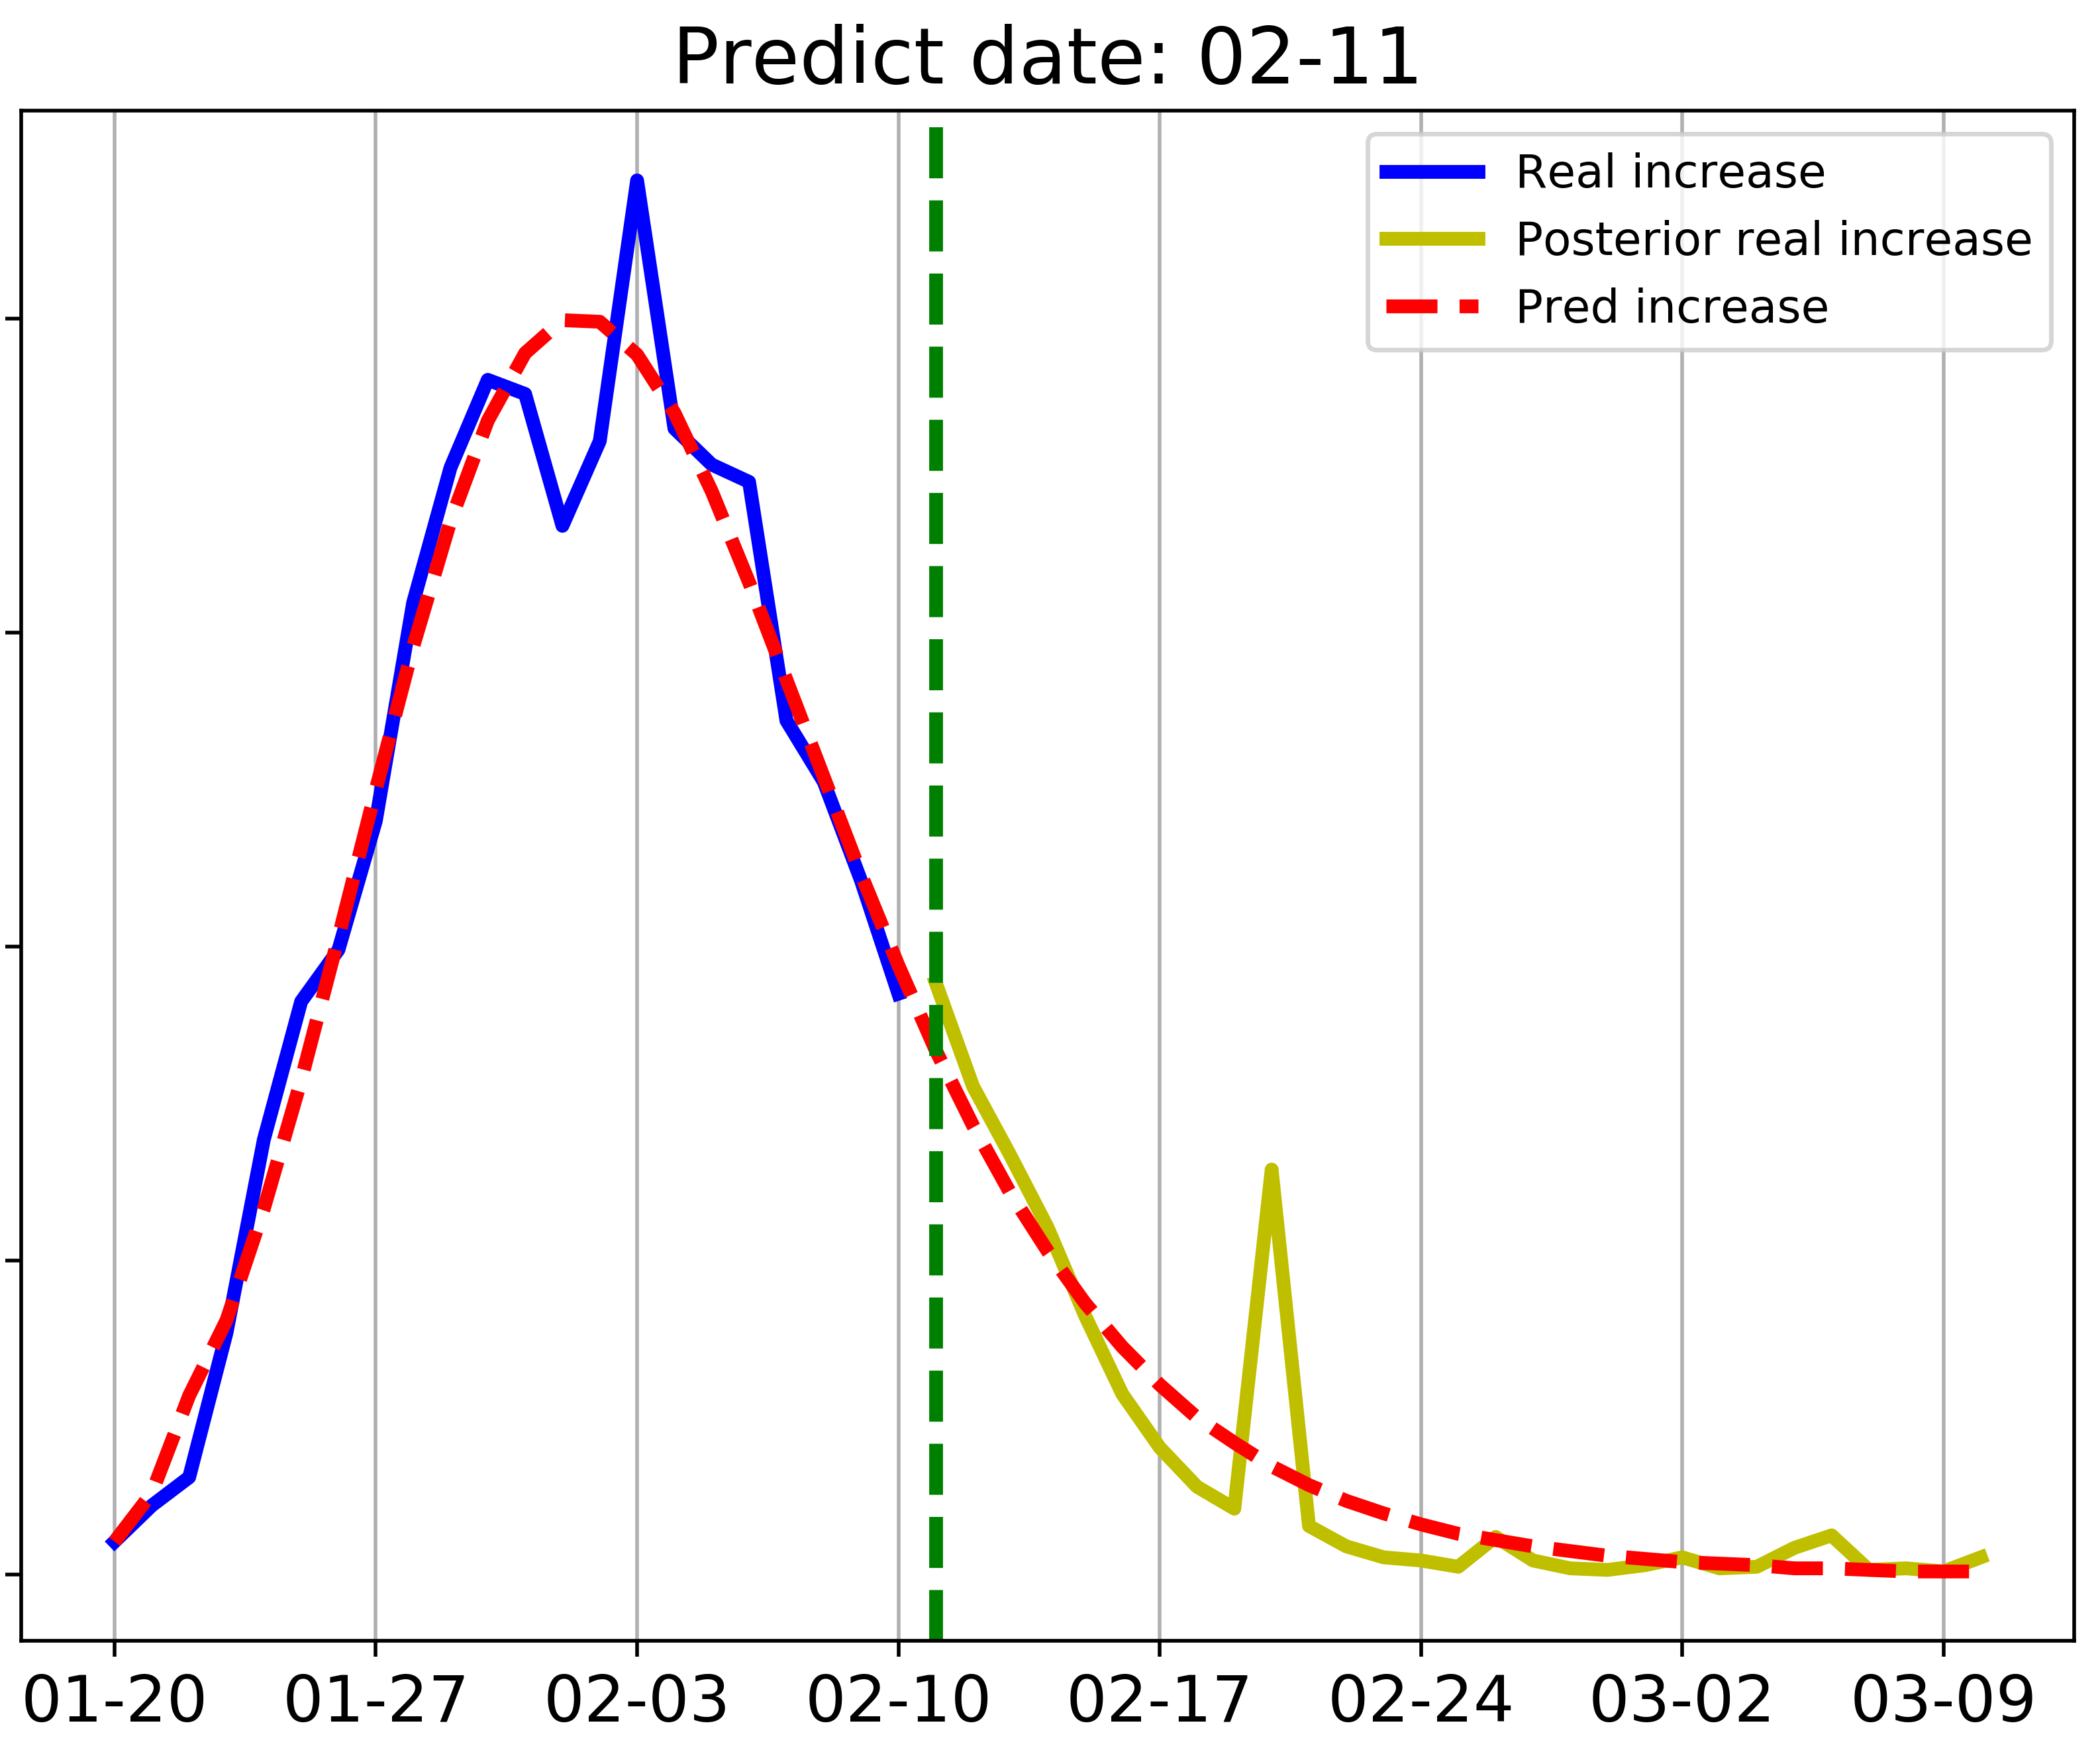 Predict date: 02-11
Real increase
Posterior real increase
Pred increase
01-20 01-27 02-03 02-10 02-17 02-24 03-02 03-09